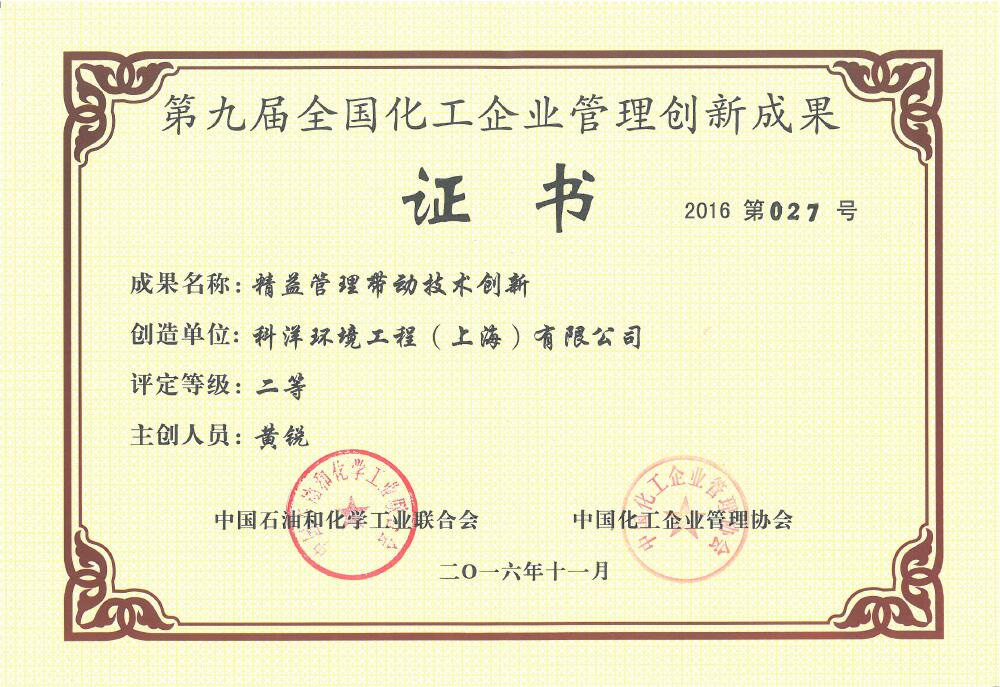 第九届全国化工企业管理创新成果
证 书
2016 第027 号
成果名称：精益管理带动技术创新
创造单位：科洋环境工程（上海）有限公司
评定等级：二等
主创人员：黄锐
中国石油和化学工业联合会
中国化工企业管理协会
中国石油和化学工业联合会
中国化工企业管理协会
二〇一六年十一月